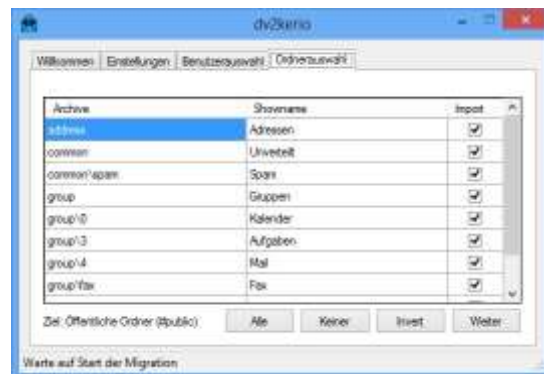 dv2kerio
Willkommen Einstellungen Benutzerauswahl Ordnerauswahl
Archive Showname Import
address Adressen
common Unverteilt
common\spam Spam
group Gruppen
group\0 Kalender
group\3 Aufgaben
group\4 Mail
group\fax Fax
Ziel: Öffentliche Ordner (#public) Alle Keiner Invert Weiter
Warte auf Start der Migration